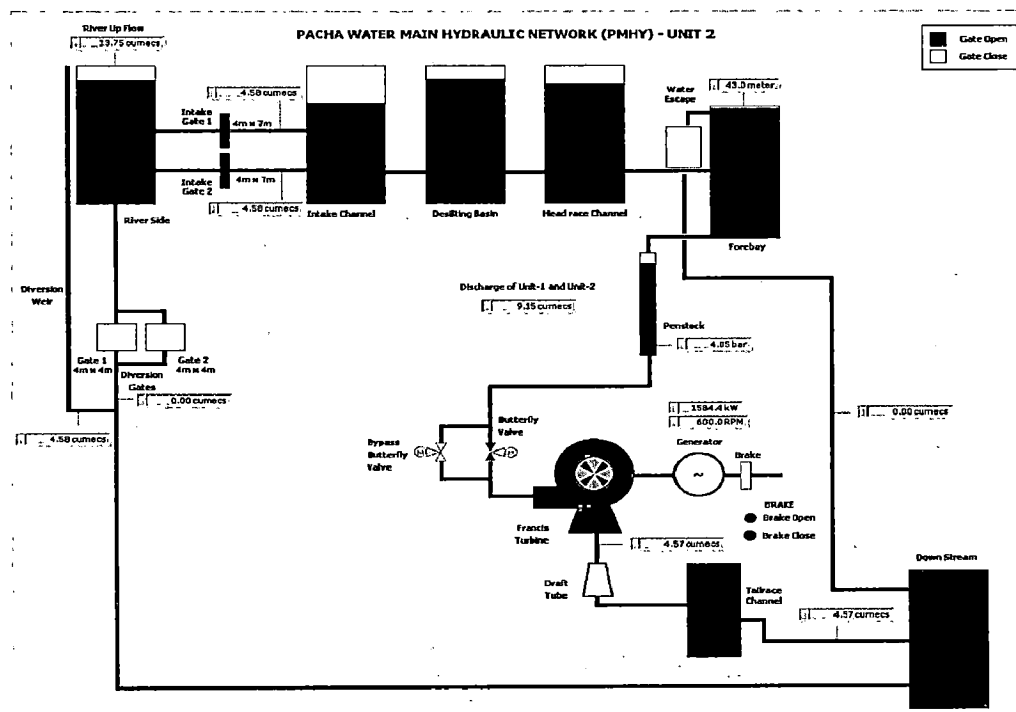 PACHA WATER MAIN HYDRAULIC NETWORK (PMHY) - UNIT 2
Gate Open
Gate Close
River Up Flow
13.75 cumecs
River Side
Intake
Gate 1
4m x 7m
4.58 cumecs
Intake
Gate 2
4m x 7m
4.58 cumecs
Intake Channel
Desilting Basin
Head race Channel
Water
Escape
43.0 meter
Forebay
Diversion
Weir
Discharge of Unit-1 and Unit-2
9.15 cumecs
Penstock
4.05 bar
Gate 1
4m x 4m
Gate 2
4m x 4m
Diversion
Gates
0.00 cumecs
4.58 cumecs
0.00 cumecs
Bypass
Butterfly
Valve
Butterfly
Valve
1584.4 kW
600.0 RPM
Generator
Brake
~
BRAKE
Brake Open
Brake Close
Francis
Turbine
4.57 cumecs
Draft
Tube
Tailrace
Channel
4.57 cumecs
Down Stream